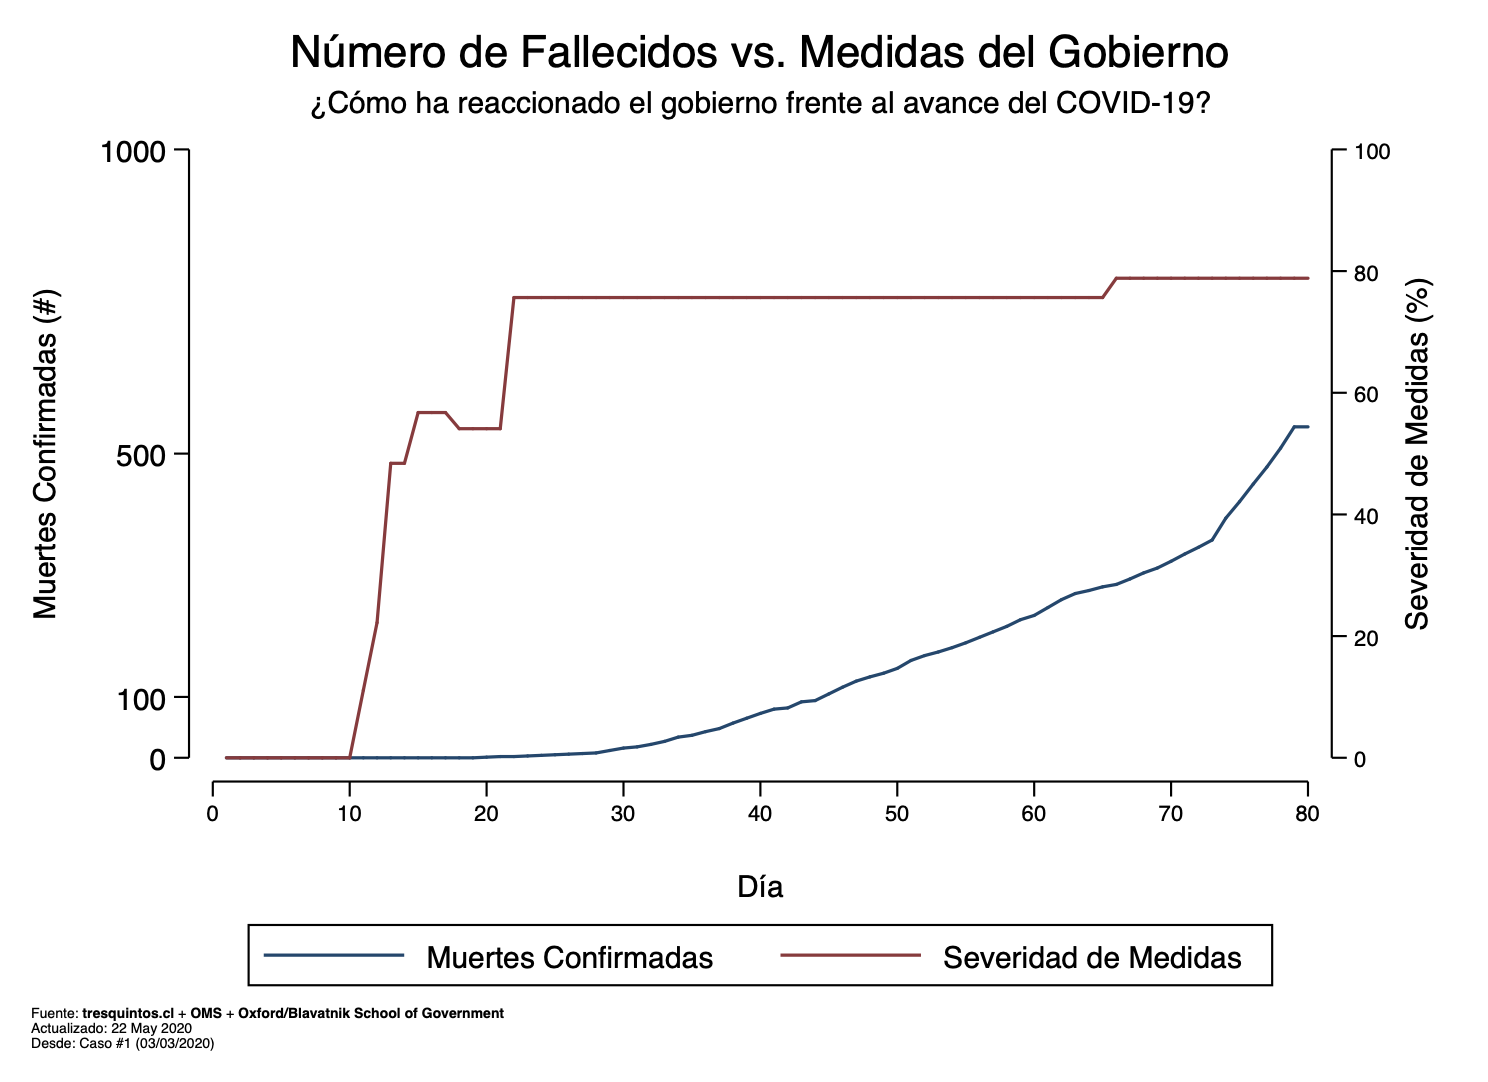 Número de Fallecidos vs. Medidas del Gobierno
¿Cómo ha reaccionado el gobierno frente al avance del COVID-19?
Muertes Confirmadas (#)
1000
500
100
0
100
80
60
40
20
0
Severidad de Medidas (%)
0 10 20 30 40 50 60 70 80
Día
Muertes Confirmadas Severidad de Medidas
Fuente: tresquintos.cl + OMS + Oxford/Blavatnik School of Government
Actualizado: 22 May 2020
Desde: Caso #1 (03/03/2020)